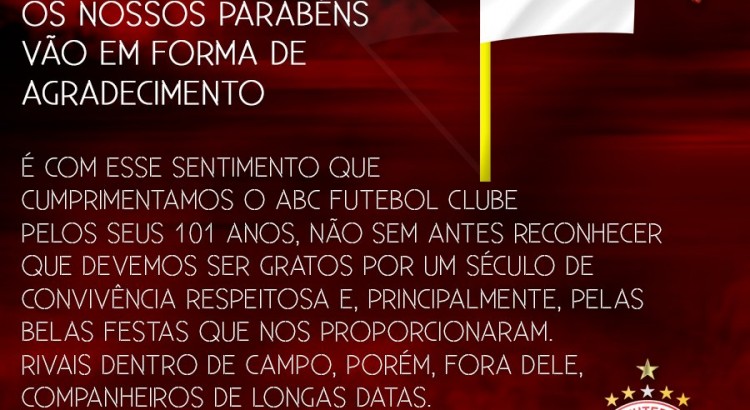 OS NOSSOS PARABÉNS
VÃO EM FORMA DE
AGRADECIMENTO
É COM ESSE SENTIMENTO QUE
CUMPRIMENTAMOS O ABC FUTEBOL CLUBE
PELOS SEUS 101 ANOS, NÃO SEM ANTES RECONHECER
QUE DEVEMOS SER GRATOS POR UM SÉCULO DE
CONVIVÊNCIA RESPEITOSA E, PRINCIPALMENTE, PELAS
BELAS FESTAS QUE NOS PROPORCIONARAM.
RIVAIS DENTRO DE CAMPO, PORÉM, FORA DELE,
COMPANHEIROS DE LONGAS DATAS.